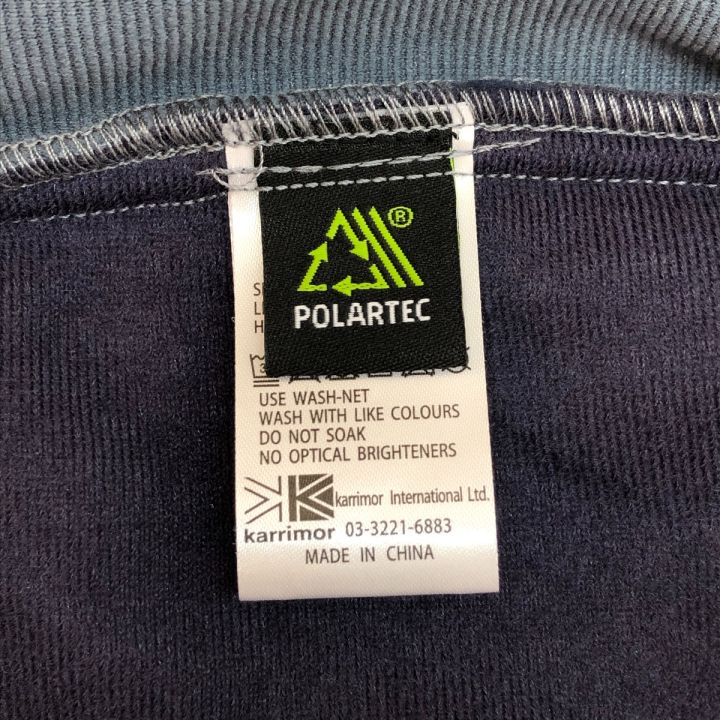 ®
POLARTEC
USE WASH-NET
WASH WITH LIKE COLOURS
DO NOT SOAK
NO OPTICAL BRIGHTENERS
karrimor International Ltd.
karrimor 03-3221-6883
MADE IN CHINA